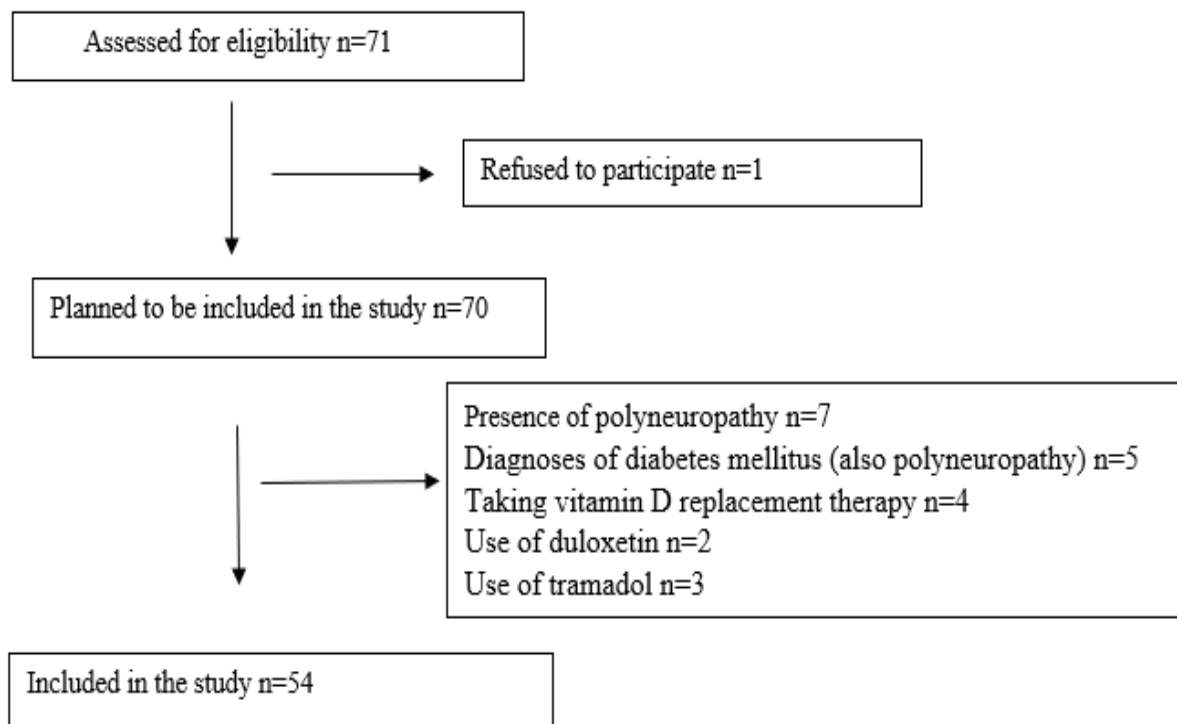 Assessed for eligibility n=71
Refused to participate n=1
Planned to be included in the study n=70
Presence of polyneuropathy n=7
Diagnoses of diabetes mellitus (also polyneuropathy) n=5
Taking vitamin D replacement therapy n=4
Use of duloxetin n=2
Use of tramadol n=3
Included in the study n=54